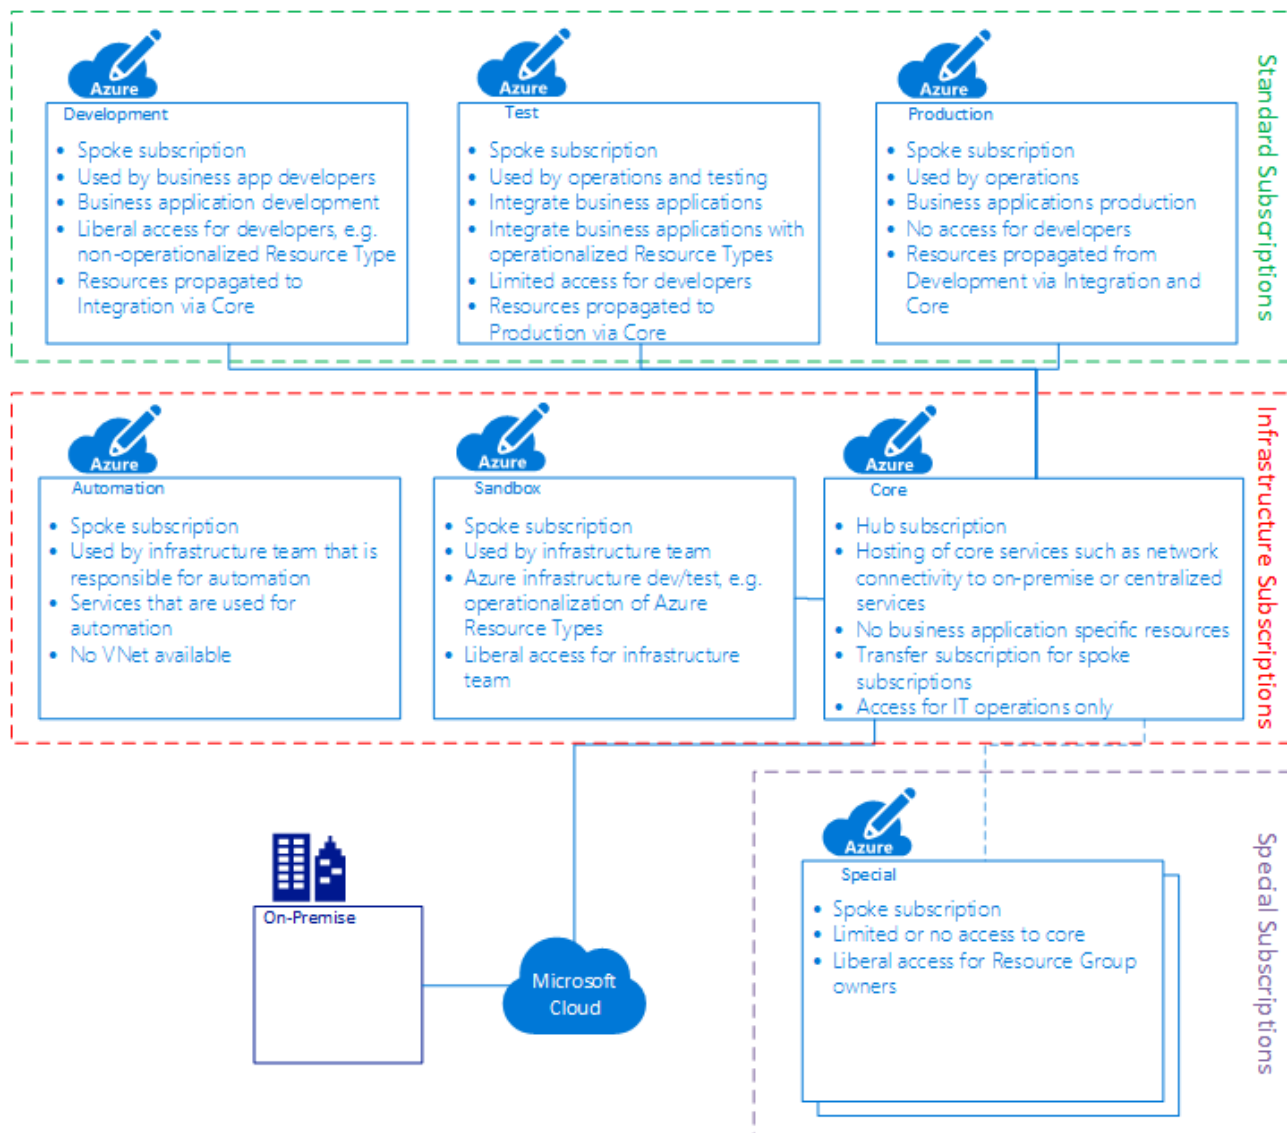 Azure
Development
• Spoke subscription
• Used by business app developers
• Business application development
• Liberal access for developers, e.g.
non-operationalized Resource Type
• Resources propagated to
Integration via Core
Azure
Test
• Spoke subscription
• Used by operations and testing
• Integrate business applications
• Integrate business applications with
operationalized Resource Types
• Limited access for developers
• Resources propagated to
Production via Core
Azure
Production
• Spoke subscription
• Used by operations
• Business applications production
• No access for developers
• Resources propagated from
Development via Integration and
Core
Standard Subscriptions
Azure
Automation
• Spoke subscription
• Used by infrastructure team that is
responsible for automation
• Services that are used for
automation
• No VNet available
Azure
Sandbox
• Spoke subscription
• Used by infrastructure team
• Azure infrastructure dev/test, e.g.
operationalization of Azure
Resource Types
• Liberal access for infrastructure
team
Azure
Core
• Hub subscription
• Hosting of core services such as network
connectivity to on-premise or centralized
services
• No business application specific resources
• Transfer subscription for spoke
subscriptions
• Access for IT operations only
Infrastructure Subscriptions
On-Premise
Microsoft
Cloud
Azure
Special
• Spoke subscription
• Limited or no access to core
• Liberal access for Resource Group
owners
Special Subscriptions